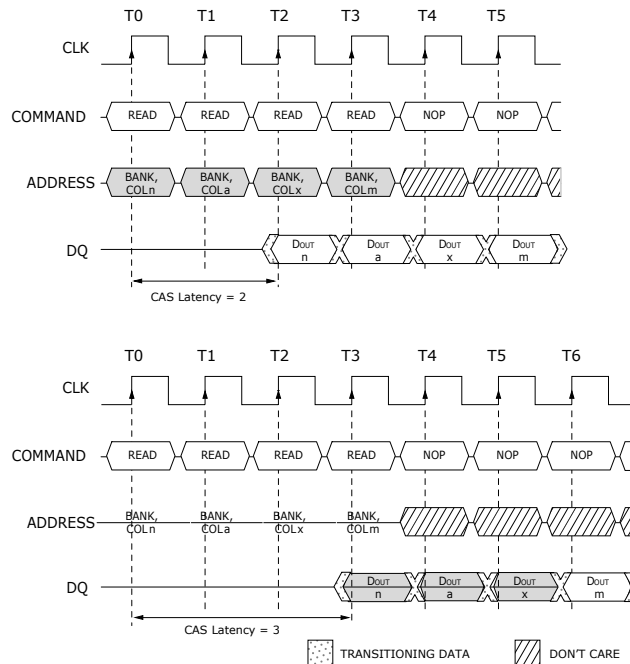 T0 T1 T2 T3 T4 T5
CLK
COMMAND READ READ READ READ NOP NOP
ADDRESS BANK, COLn BANK, COLa BANK, COLx BANK, COLm
DQ DOUT n DOUT a DOUT x DOUT m
CAS Latency = 2
T0 T1 T2 T3 T4 T5 T6
CLK
COMMAND READ READ READ READ NOP NOP NOP
ADDRESS BANK, COLn BANK, COLa BANK, COLx BANK, COLm
DQ DOUT n DOUT a DOUT x DOUT m
CAS Latency = 3
TRANSITIONING DATA DON'T CARE